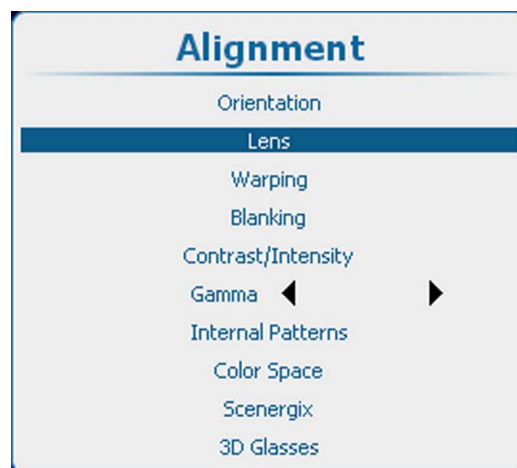 Alignment
Orientation
Lens
Warping
Blanking
Contrast/Intensity
Gamma
Internal Patterns
Color Space
Scenergix
3D Glasses